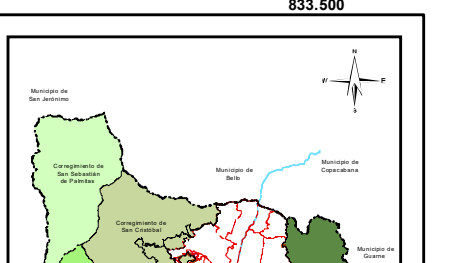 833.500
N
W
E
S
Municipio de
San Jerónimo
Corregimiento de
San Sebastián
de Palmitas
Municipio de
Bello
Municipio de
Copacabana
Corregimiento de
San Cristóbal
Municipio de
Guarne